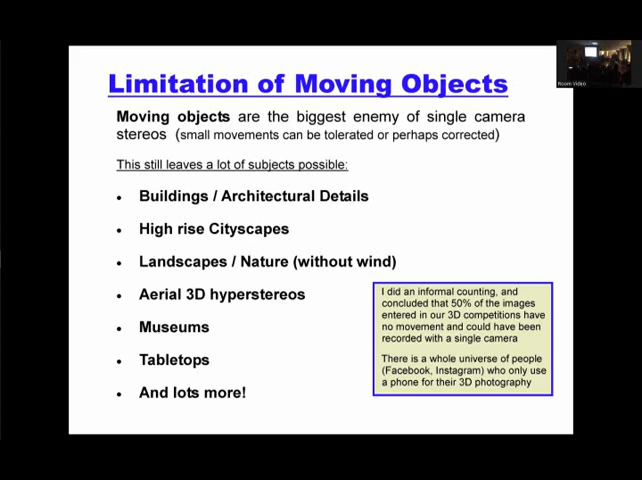 Limitation of Moving Objects
Moving objects are the biggest enemy of single camera
stereos (small movements can be tolerated or perhaps corrected)
This still leaves a lot of subjects possible:
• Buildings / Architectural Details
• High rise Cityscapes
• Landscapes / Nature (without wind)
• Aerial 3D hyperstereos
• Museums
• Tabletops
• And lots more!
I did an informal counting, and
concluded that 50% of the images
entered in our 3D competitions have
no movement and could have been
recorded with a single camera
There is a whole universe of people
(Facebook, Instagram) who only use
a phone for their 3D photography
Room Video